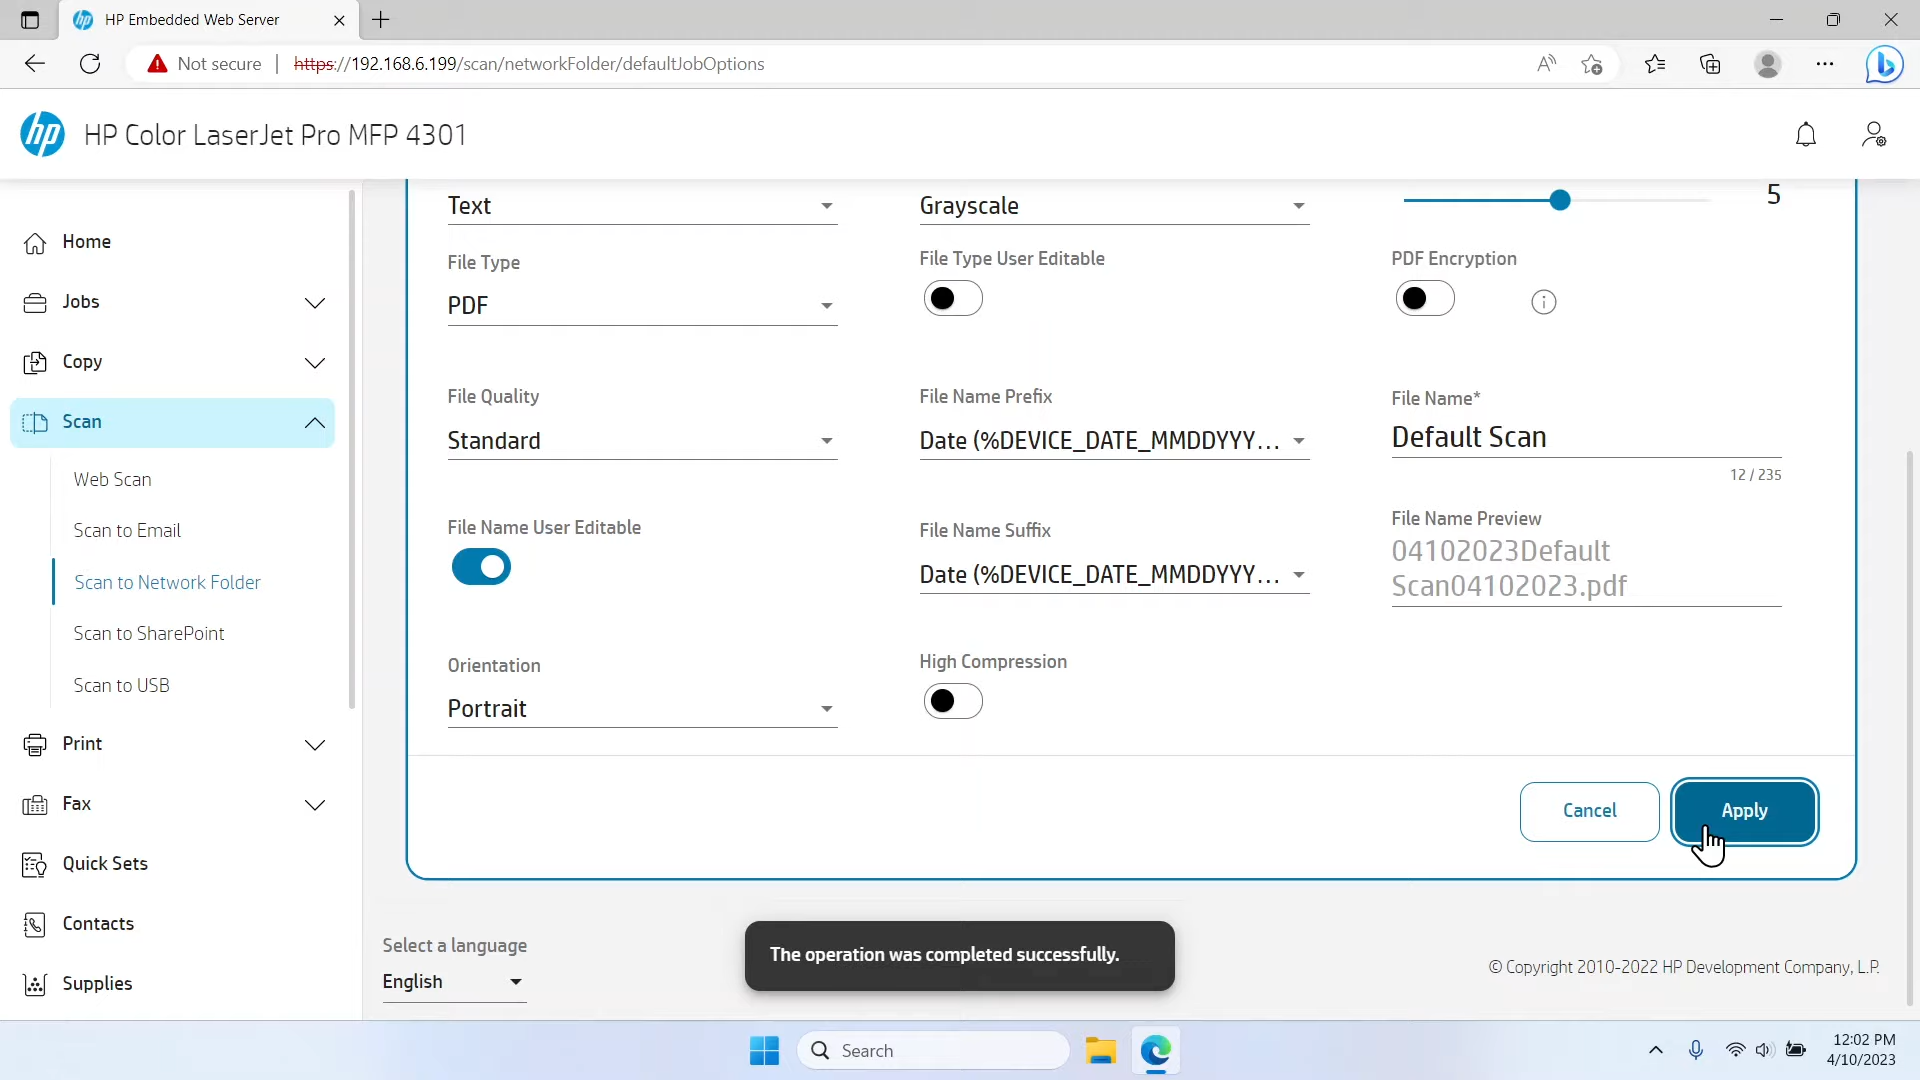 HP Embedded Web Server
Not secure
https://192.168.6.199/scan/networkFolder/defaultJobOptions
hp
HP Color LaserJet Pro MFP 4301
Home
Jobs
Copy
Scan
Web Scan
Scan to Email
Scan to Network Folder
Scan to SharePoint
Scan to USB
Print
Fax
Quick Sets
Contacts
Supplies
Text
Grayscale
5
File Type
PDF
File Type User Editable
PDF Encryption
File Quality
Standard
File Name Prefix
Date (%DEVICE_DATE_MMDDYYY...
File Name*
Default Scan
12 / 235
File Name User Editable
File Name Suffix
Date (%DEVICE_DATE_MMDDYYY...
File Name Preview
04102023Default
Scan04102023.pdf
Orientation
Portrait
High Compression
Cancel
Apply
Select a language
English
The operation was completed successfully.
© Copyright 2010-2022 HP Development Company, L.P.
Search
12:02 PM
4/10/2023